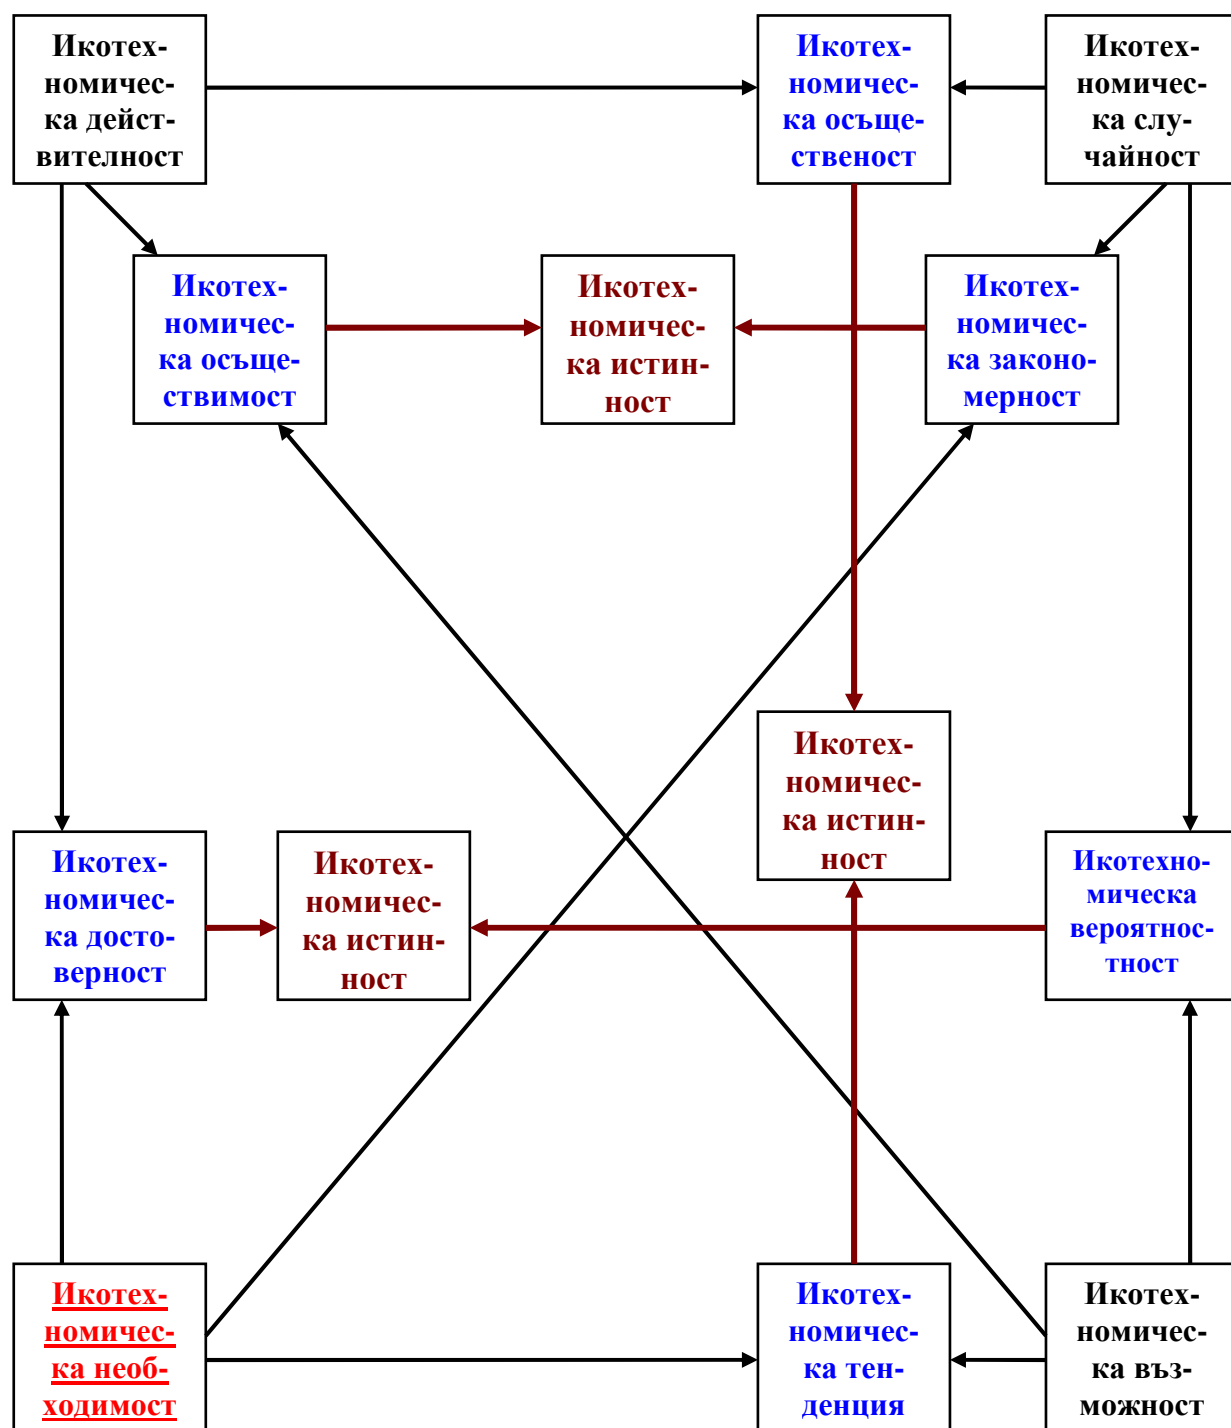 Икотех-
номичес-
ка дейст-
вителност
Икотех-
номичес-
ка осъще-
ственост
Икотех-
номичес-
ка слу-
чайност
Икотех-
номичес-
ка осъще-
ствимост
Икотех-
номичес-
ка истин-
ност
Икотех-
номичес-
ка законо-
мерност
Икотех-
номичес-
ка истин-
ност
Икотех-
номичес-
ка досто-
верност
Икотех-
номичес-
ка истин-
ност
Икотехно-
мическа
вероятнос-
тност
Икотех-
номичес-
ка необ-
ходимост
Икотех-
номичес-
ка тен-
денция
Икотех-
номичес-
ка въз-
можност